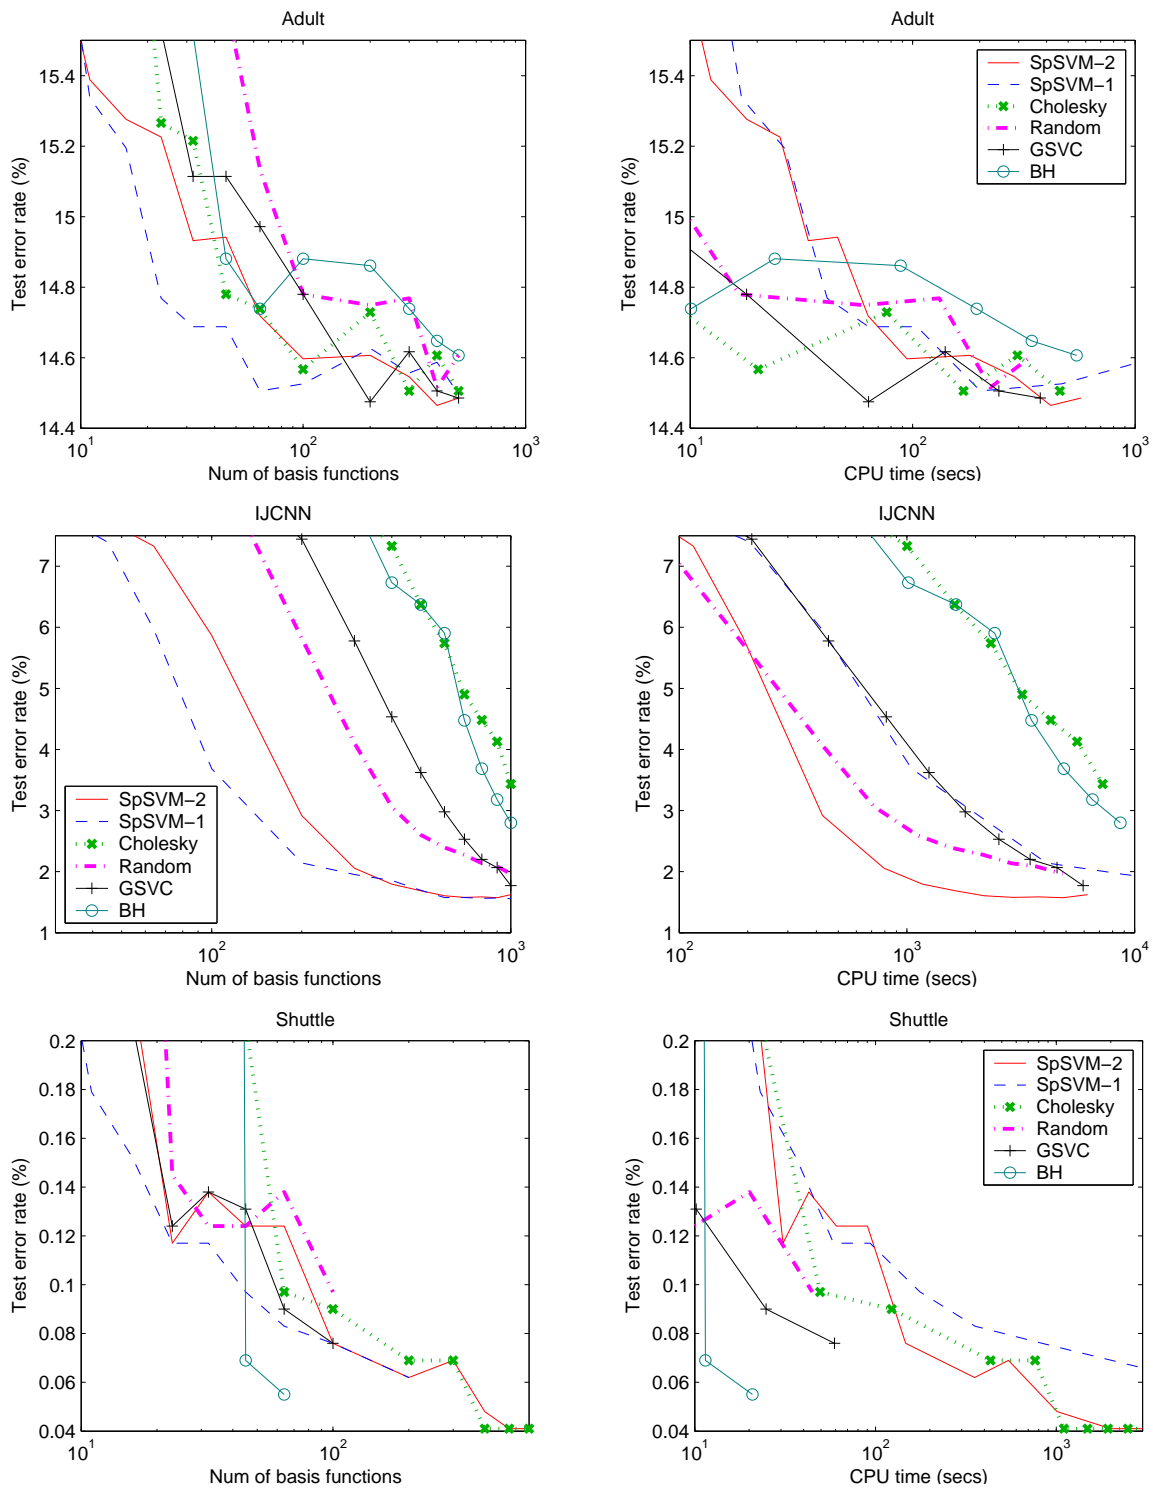 Adult
15.4
15.2
15
14.8
14.6
14.4
10^1
10^2
10^3
Num of basis functions
Test error rate (%)
Adult
15.4
15.2
15
14.8
14.6
14.4
10^1
10^2
10^3
CPU time (secs)
Test error rate (%)
SpSVM−2
SpSVM−1
Cholesky
Random
GSVC
BH
IJCNN
7
6
5
4
3
2
1
10^2
10^3
Num of basis functions
Test error rate (%)
SpSVM−2
SpSVM−1
Cholesky
Random
GSVC
BH
IJCNN
7
6
5
4
3
2
1
10^2
10^3
10^4
CPU time (secs)
Test error rate (%)
Shuttle
0.2
0.18
0.16
0.14
0.12
0.1
0.08
0.06
0.04
10^1
10^2
Num of basis functions
Test error rate (%)
Shuttle
0.2
0.18
0.16
0.14
0.12
0.1
0.08
0.06
0.04
10^1
10^2
10^3
CPU time (secs)
Test error rate (%)
SpSVM−2
SpSVM−1
Cholesky
Random
GSVC
BH